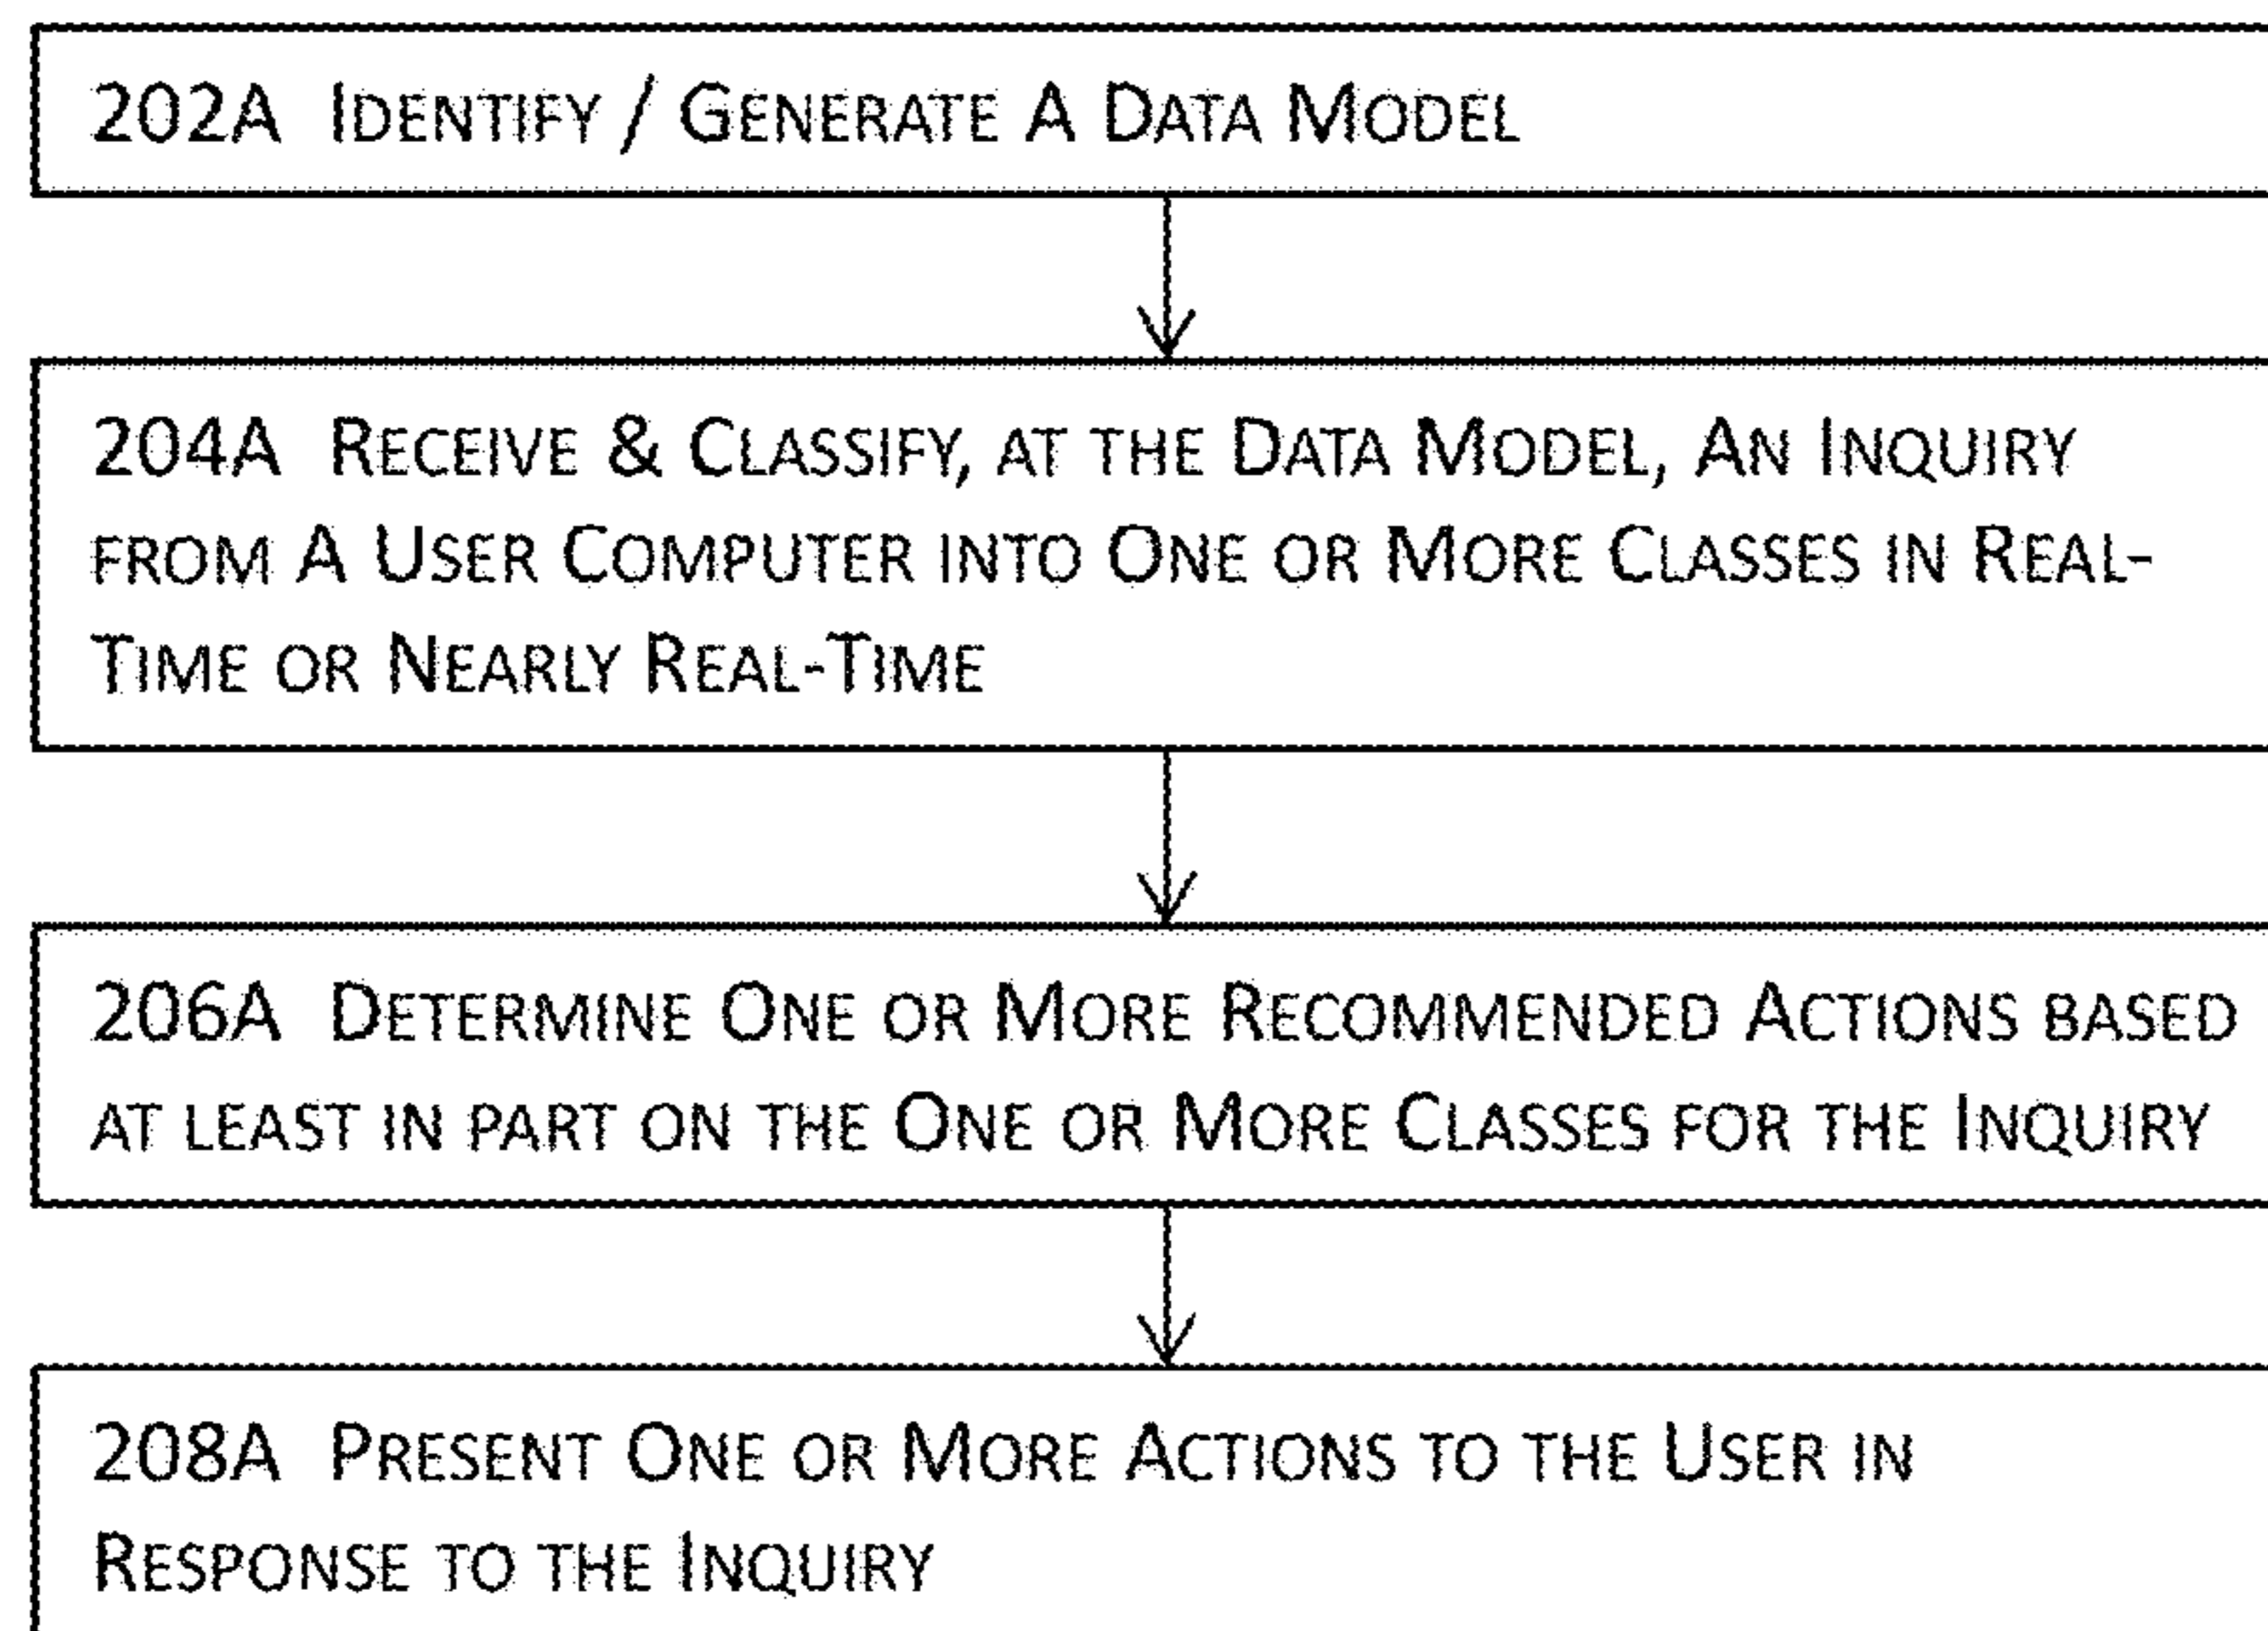 202A Identify / Generate A Data Model
204A Receive & Classify, at the Data Model, An Inquiry
from A User Computer into One or More Classes in Real-
Time or Nearly Real-Time
206A Determine One or More Recommended Actions based
at least in part on the One or More Classes for the Inquiry
208A Present One or More Actions to the User in
Response to the Inquiry